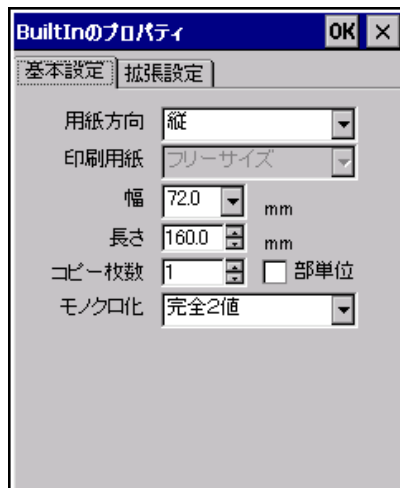 BuiltInのプロパティ OK ×
基本設定 拡張設定
用紙方向 縦
印刷用紙 フリーサイズ
幅 72.0 mm
長さ 160.0 mm
コピー枚数 1 部単位
モノクロ化 完全2値